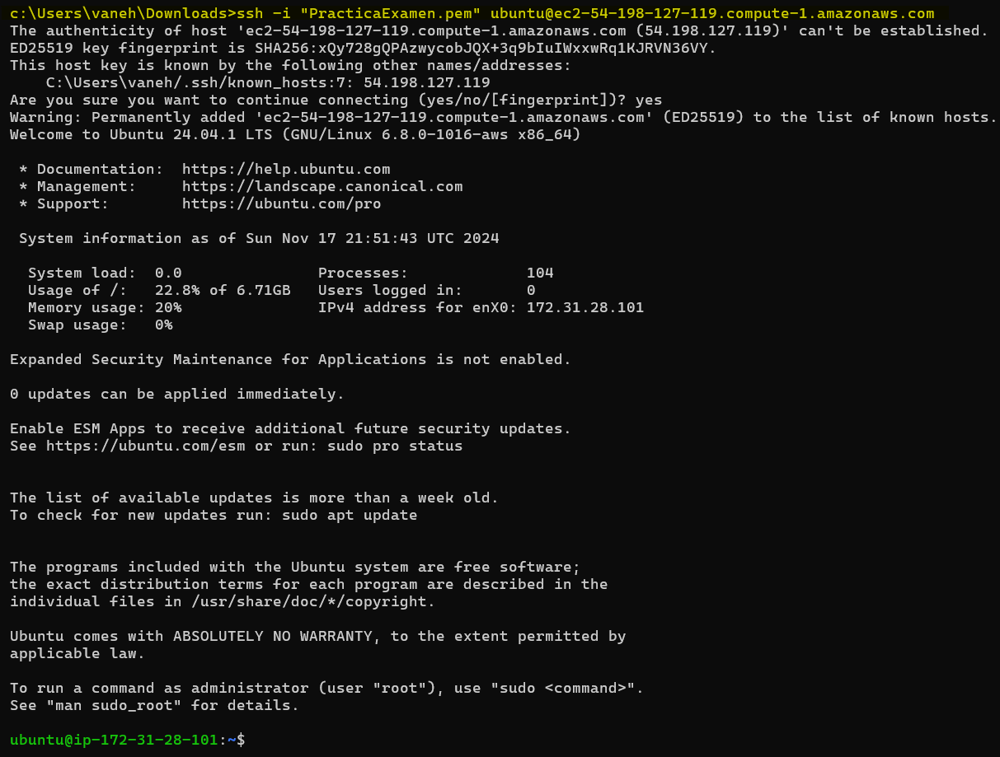 c:\Users\vaneh\Downloads>ssh -i "PracticaExamen.pem" ubuntu@ec2-54-198-127-119.compute-1.amazonaws.com
The authenticity of host 'ec2-54-198-127-119.compute-1.amazonaws.com (54.198.127.119)' can't be established.
ED25519 key fingerprint is SHA256:xQy728gQPAzwycobJQX+3q9bIuIWxxwRq1KJRVN36VY.
This host key is known by the following other names/addresses:
    C:\Users\vaneh/.ssh/known_hosts:7: 54.198.127.119
Are you sure you want to continue connecting (yes/no/[fingerprint])? yes
Warning: Permanently added 'ec2-54-198-127-119.compute-1.amazonaws.com' (ED25519) to the list of known hosts.
Welcome to Ubuntu 24.04.1 LTS (GNU/Linux 6.8.0-1016-aws x86_64)

 * Documentation:  https://help.ubuntu.com
 * Management:     https://landscape.canonical.com
 * Support:        https://ubuntu.com/pro

 System information as of Sun Nov 17 21:51:43 UTC 2024

  System load:  0.0               Processes:             104
  Usage of /:   22.8% of 6.71GB   Users logged in:       0
  Memory usage: 20%               IPv4 address for enX0: 172.31.28.101
  Swap usage:   0%

Expanded Security Maintenance for Applications is not enabled.

0 updates can be applied immediately.

Enable ESM Apps to receive additional future security updates.
See https://ubuntu.com/esm or run: sudo pro status


The list of available updates is more than a week old.
To check for new updates run: sudo apt update


The programs included with the Ubuntu system are free software;
the exact distribution terms for each program are described in the
individual files in /usr/share/doc/*/copyright.

Ubuntu comes with ABSOLUTELY NO WARRANTY, to the extent permitted by
applicable law.

To run a command as administrator (user "root"), use "sudo <command>".
See "man sudo_root" for details.

ubuntu@ip-172-31-28-101:~$